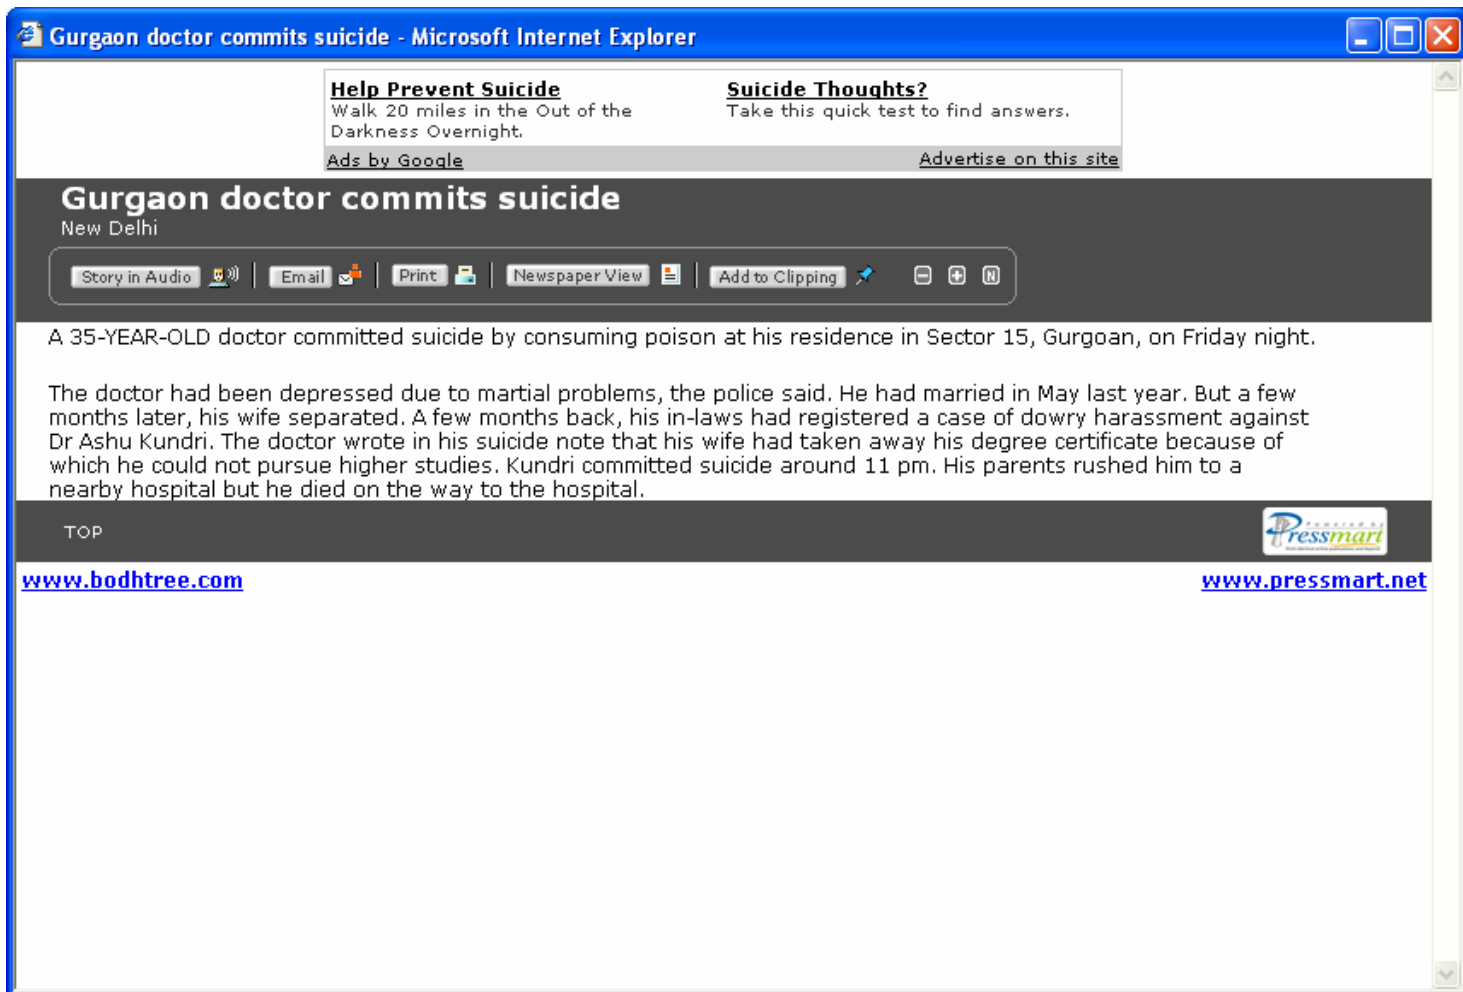 Gurgaon doctor commits suicide - Microsoft Internet Explorer
Help Prevent Suicide
Walk 20 miles in the Out of the
Darkness Overnight.
Suicide Thoughts?
Take this quick test to find answers.
Ads by Google
Advertise on this site
Gurgaon doctor commits suicide
New Delhi
Story in Audio | Email | Print | Newspaper View | Add to Clipping N
A 35-YEAR-OLD doctor committed suicide by consuming poison at his residence in Sector 15, Gurgoan, on Friday night.
The doctor had been depressed due to martial problems, the police said. He had married in May last year. But a few
months later, his wife separated. A few months back, his in-laws had registered a case of dowry harassment against
Dr Ashu Kundri. The doctor wrote in his suicide note that his wife had taken away his degree certificate because of
which he could not pursue higher studies. Kundri committed suicide around 11 pm. His parents rushed him to a
nearby hospital but he died on the way to the hospital.
TOP
Powered by
Pressmart
www.bodhtree.com
www.pressmart.net